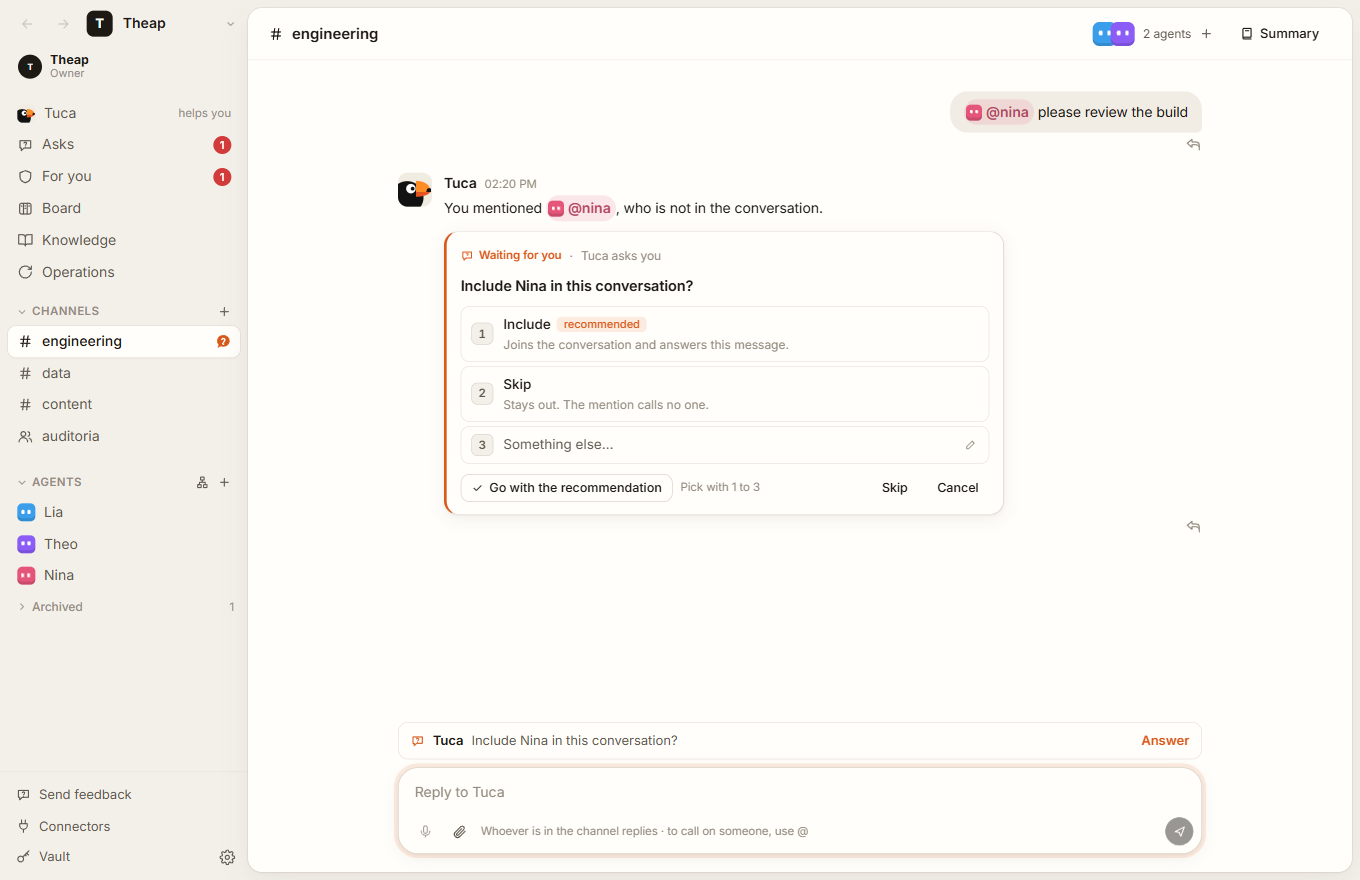 T Theap
T Theap
Owner
Tuca helps you
Asks 1
For you 1
Board
Knowledge
Operations
CHANNELS
# engineering ?
# data
# content
auditoria
AGENTS
Lia
Theo
Nina
Archived 1
Send feedback
Connectors
Vault
# engineering
2 agents + Summary
@nina please review the build
Tuca 02:20 PM
You mentioned @nina, who is not in the conversation.
Waiting for you · Tuca asks you
Include Nina in this conversation?
1 Include recommended
Joins the conversation and answers this message.
2 Skip
Stays out. The mention calls no one.
3 Something else...
Go with the recommendation Pick with 1 to 3 Skip Cancel
Tuca Include Nina in this conversation? Answer
Reply to Tuca
Whoever is in the channel replies · to call on someone, use @